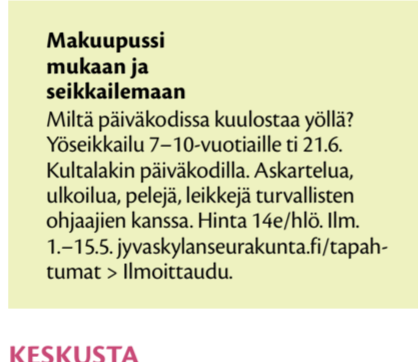 Makuupussi
mukaan ja
seikkailemaan
Miltä päiväkodissa kuulostaa yöllä?
Yöseikkailu 7–10-vuotiaille ti 21.6.
Kultalakin päiväkodilla. Askartelua,
ulkoilua, pelejä, leikkejä turvallisten
ohjaajien kanssa. Hinta 14e/hlö. Ilm.
1.–15.5. jyvaskylanseurakunta.fi/tapah-
tumat > Ilmoittaudu.
KESKUSTA